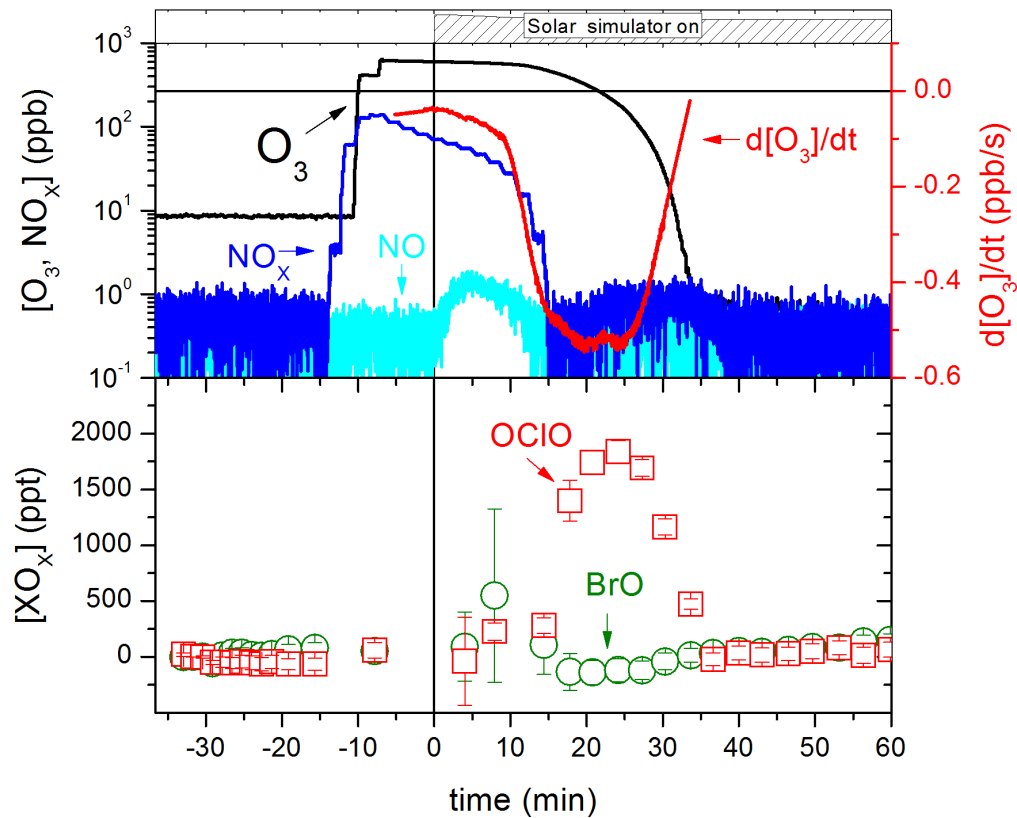 Solar simulator on
10³
10²
10¹
10⁰
10⁻¹
[O₃, NOₓ] (ppb)
O₃
NOₓ
NO
d[O₃]/dt
0.0
-0.2
-0.4
-0.6
d[O₃]/dt (ppb/s)
2000
1500
1000
500
0
[XOₓ] (ppt)
OClO
BrO
-30 -20 -10 0 10 20 30 40 50 60
time (min)